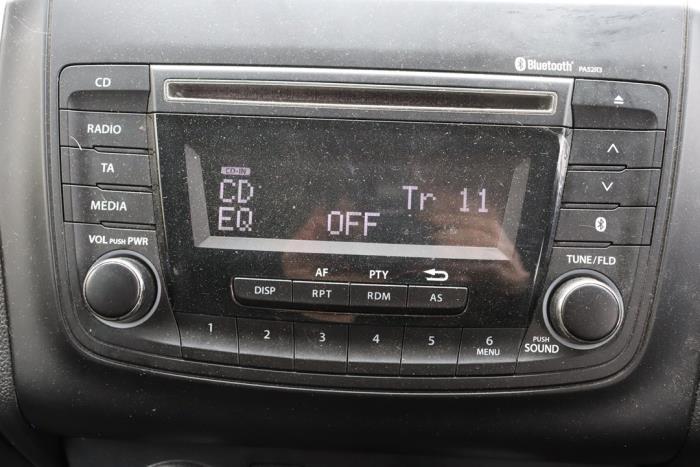 Bluetooth® PA52R3
CD
RADIO
TA
MEDIA
VOL PUSH PWR
CD-IN
CD Tr 11
EQ OFF
TUNE/FLD
AF PTY
DISP RPT RDM AS
1 2 3 4 5 6
MENU
PUSH
SOUND